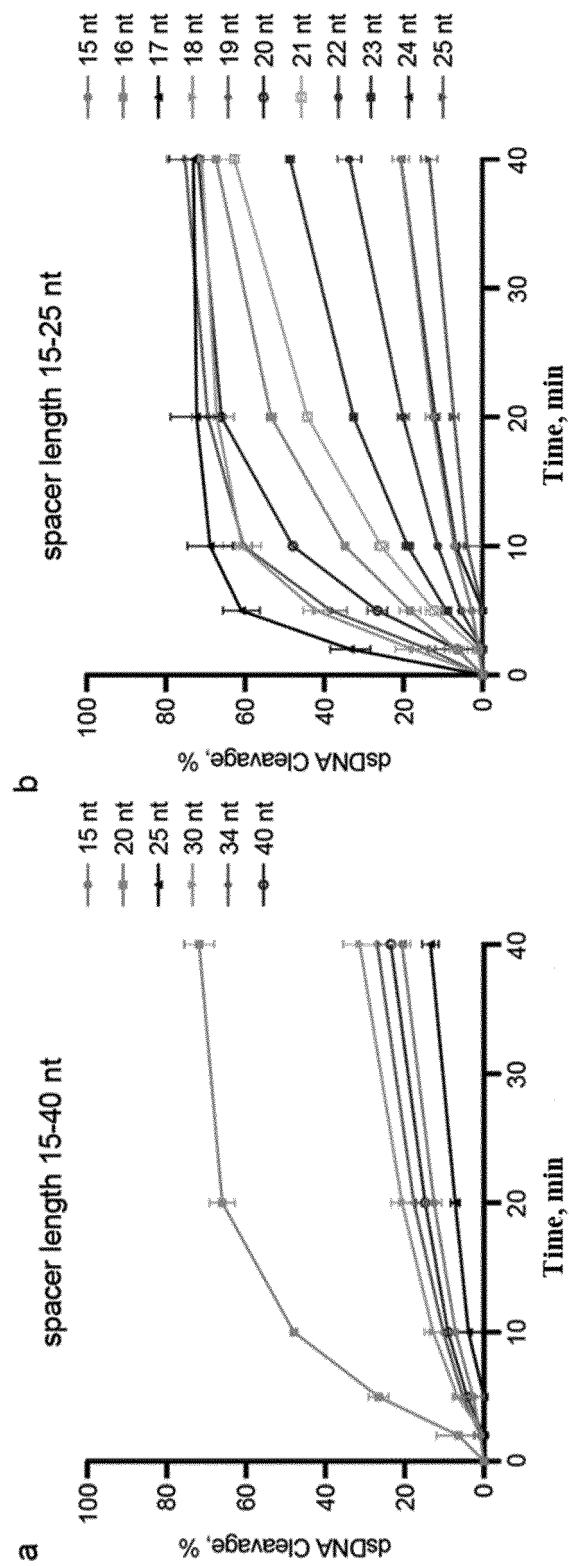 a
spacer length 15-40 nt
dsDNA Cleavage, %
100
80
60
40
20
0
0
10
20
30
40
Time, min
15 nt
20 nt
25 nt
30 nt
34 nt
40 nt
b
spacer length 15-25 nt
dsDNA Cleavage, %
100
80
60
40
20
0
0
10
20
30
40
Time, min
15 nt
16 nt
17 nt
18 nt
19 nt
20 nt
21 nt
22 nt
23 nt
24 nt
25 nt